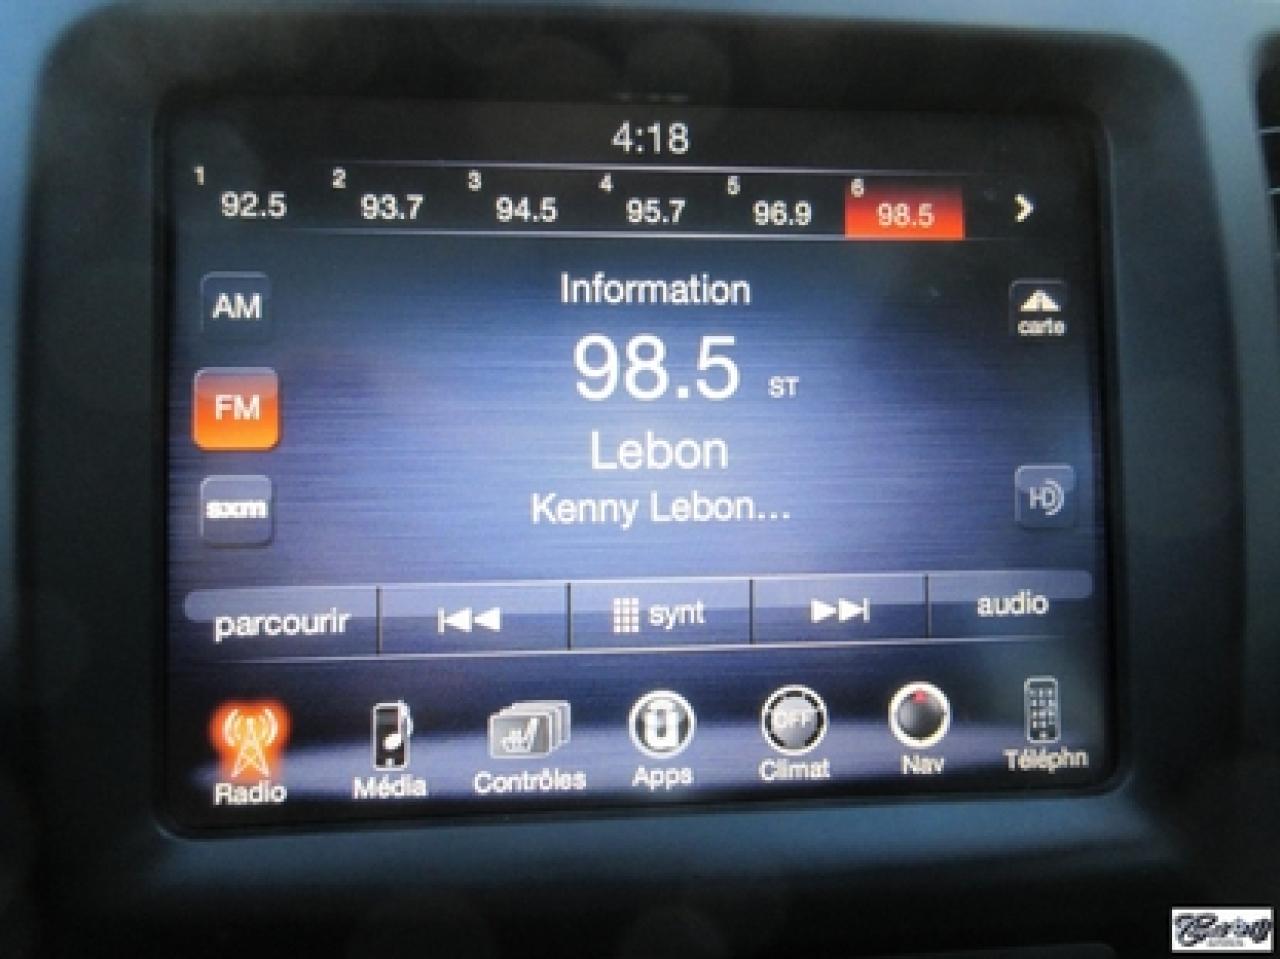 4:18
1 92.5 2 93.7 3 94.5 4 95.7 5 96.9 6 98.5
AM
Information
carte
FM
98.5 ST
Lebon
sxm
Kenny Lebon...
HD
parcourir synt audio
OFF
Radio Média Contrôles Apps Climat Nav Téléphn